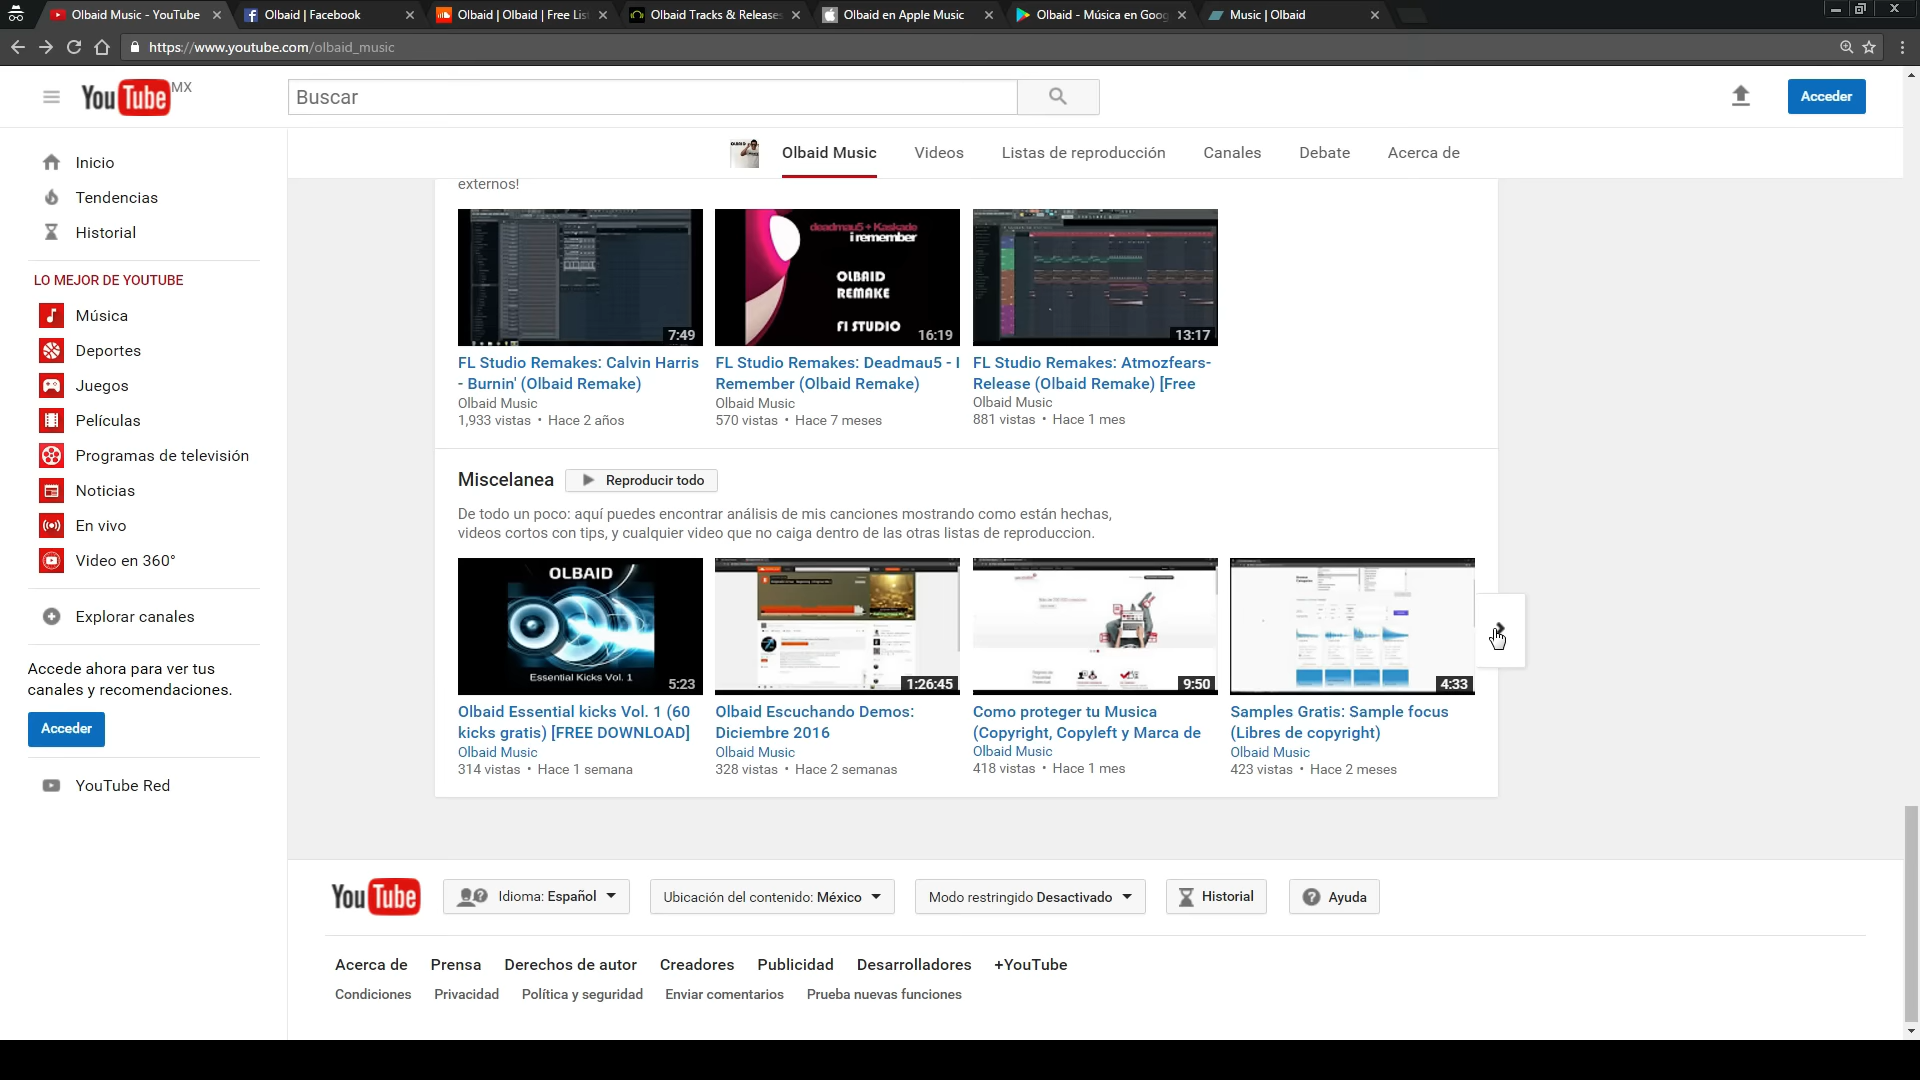 Olbaid Music - YouTube
Olbaid | Facebook
Olbaid | Olbaid | Free Lis
Olbaid Tracks & Releases
Olbaid en Apple Music
Olbaid - Música en Goog
Music | Olbaid
https://www.youtube.com/olbaid_music
YouTube MX
Buscar
Acceder
Olbaid Music
Videos
Listas de reproducción
Canales
Debate
Acerca de
Inicio
Tendencias
Historial
LO MEJOR DE YOUTUBE
Música
Deportes
Juegos
Películas
Programas de televisión
Noticias
En vivo
Video en 360°
Explorar canales
Accede ahora para ver tus
canales y recomendaciones.
Acceder
YouTube Red
externos!
7:49
deadmau5 + Kaskade
i remember
OLBAID
REMAKE
Fl STUDIO
16:19
13:17
FL Studio Remakes: Calvin Harris
- Burnin' (Olbaid Remake)
Olbaid Music
1,933 vistas • Hace 2 años
FL Studio Remakes: Deadmau5 - I
Remember (Olbaid Remake)
Olbaid Music
570 vistas • Hace 7 meses
FL Studio Remakes: Atmozfears-
Release (Olbaid Remake) [Free
Olbaid Music
881 vistas • Hace 1 mes
Miscelanea
Reproducir todo
De todo un poco: aquí puedes encontrar análisis de mis canciones mostrando como están hechas,
videos cortos con tips, y cualquier video que no caiga dentro de las otras listas de reproduccion.
OLBAID
Essential Kicks Vol. 1
5:23
1:26:45
9:50
4:33
Olbaid Essential kicks Vol. 1 (60
kicks gratis) [FREE DOWNLOAD]
Olbaid Music
314 vistas • Hace 1 semana
Olbaid Escuchando Demos:
Diciembre 2016
Olbaid Music
328 vistas • Hace 2 semanas
Como proteger tu Musica
(Copyright, Copyleft y Marca de
Olbaid Music
418 vistas • Hace 1 mes
Samples Gratis: Sample focus
(Libres de copyright)
Olbaid Music
423 vistas • Hace 2 meses
YouTube
Idioma: Español
Ubicación del contenido: México
Modo restringido Desactivado
Historial
Ayuda
Acerca de
Prensa
Derechos de autor
Creadores
Publicidad
Desarrolladores
+YouTube
Condiciones
Privacidad
Política y seguridad
Enviar comentarios
Prueba nuevas funciones